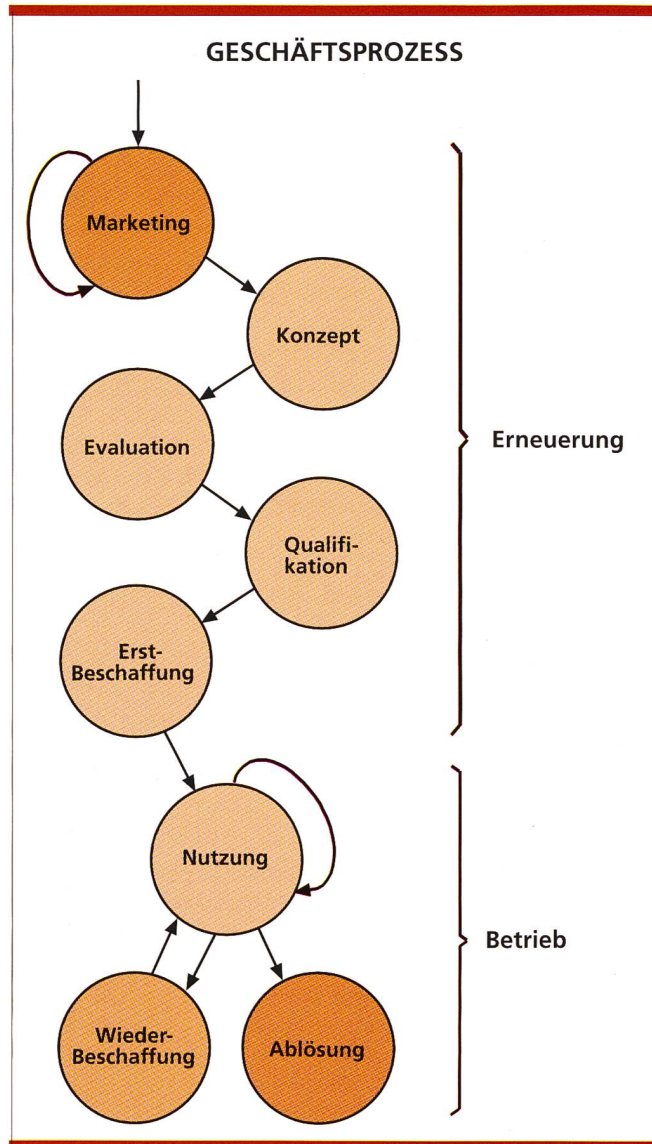 GESCHÄFTSPROZESS
Marketing
Konzept
Evaluation
Erneuerung
Qualifi-
kation
Erst-
Beschaffung
Nutzung
Betrieb
Wieder-
Beschaffung
Ablösung